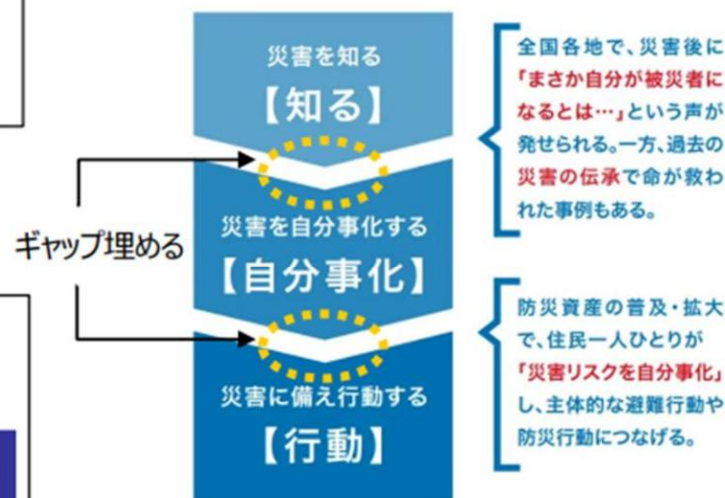 災害を知る
【知る】
ギャップ埋める
災害を自分事化する
【自分事化】
災害に備え行動する
【行動】
全国各地で、災害後に
「まさか自分が被災者に
なるとは…」という声が
発せられる。一方、過去の
災害の伝承で命が救わ
れた事例もある。
防災資産の普及・拡大
で、住民一人ひとりが
「災害リスクを自分事化」
し、主体的な避難行動や
防災行動につなげる。